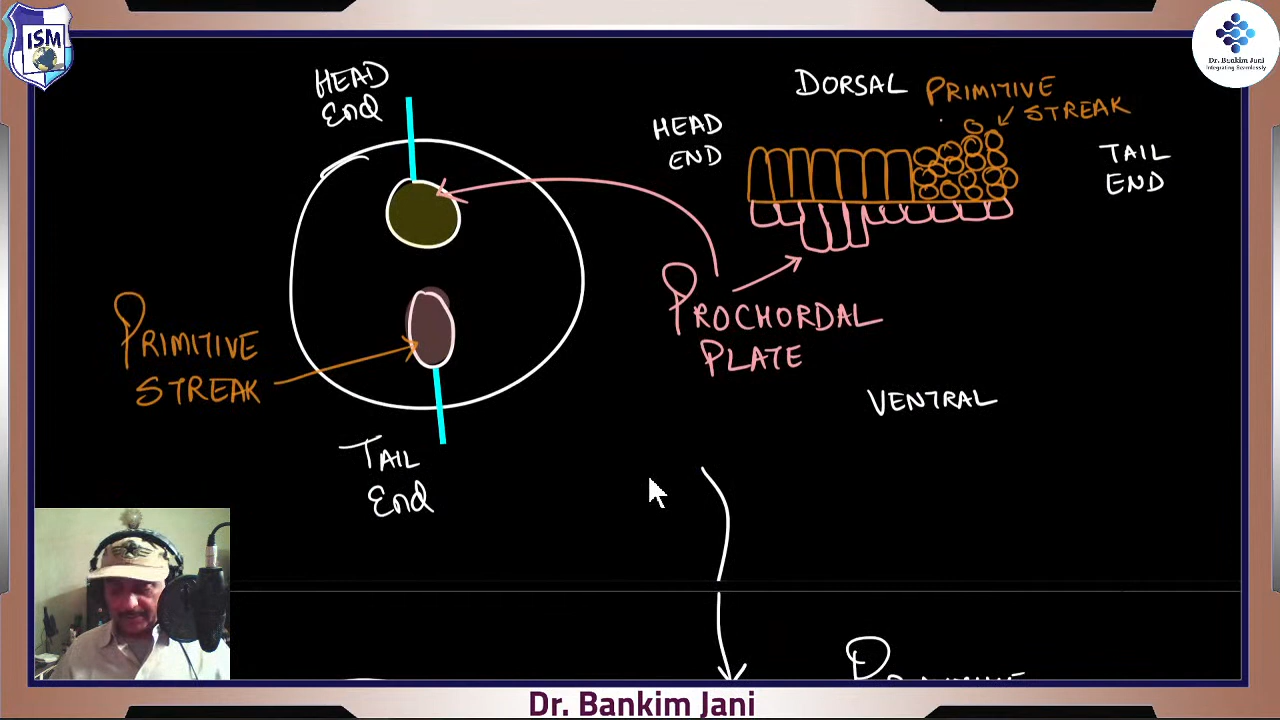 ISM
Dr. Bankim Jani
Integrating Seamlessly
HEAD
End
DORSAL
PRIMITIVE
STREAK
HEAD
END
TAIL
END
PROCHORDAL
PLATE
PRIMITIVE
STREAK
VENTRAL
TAIL
End
Dr. Bankim Jani